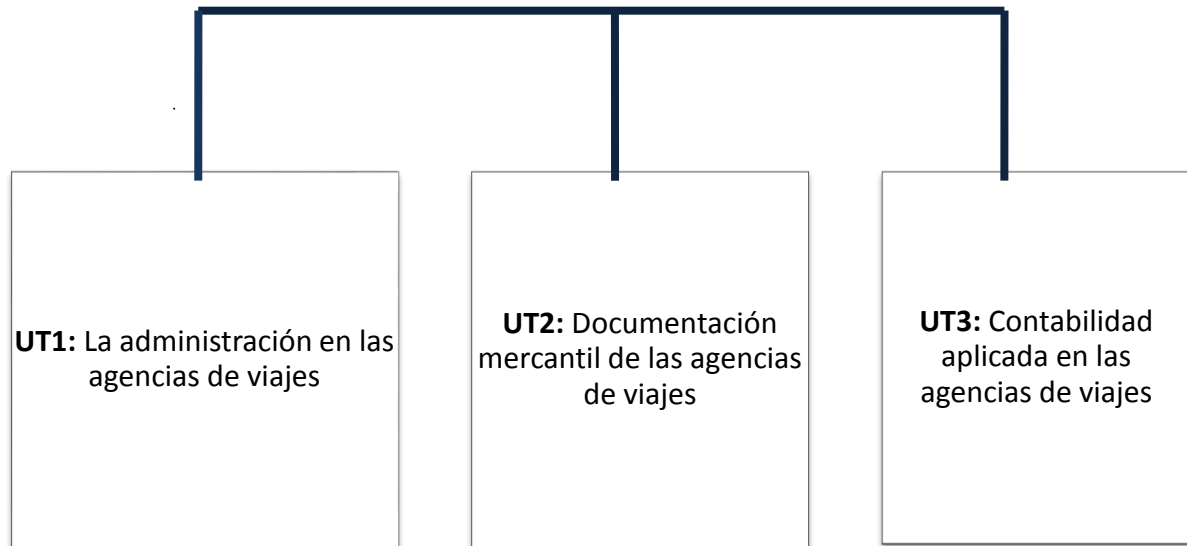 UT1: La administración en las
agencias de viajes
UT2: Documentación
mercantil de las agencias
de viajes
UT3: Contabilidad
aplicada en las
agencias de viajes